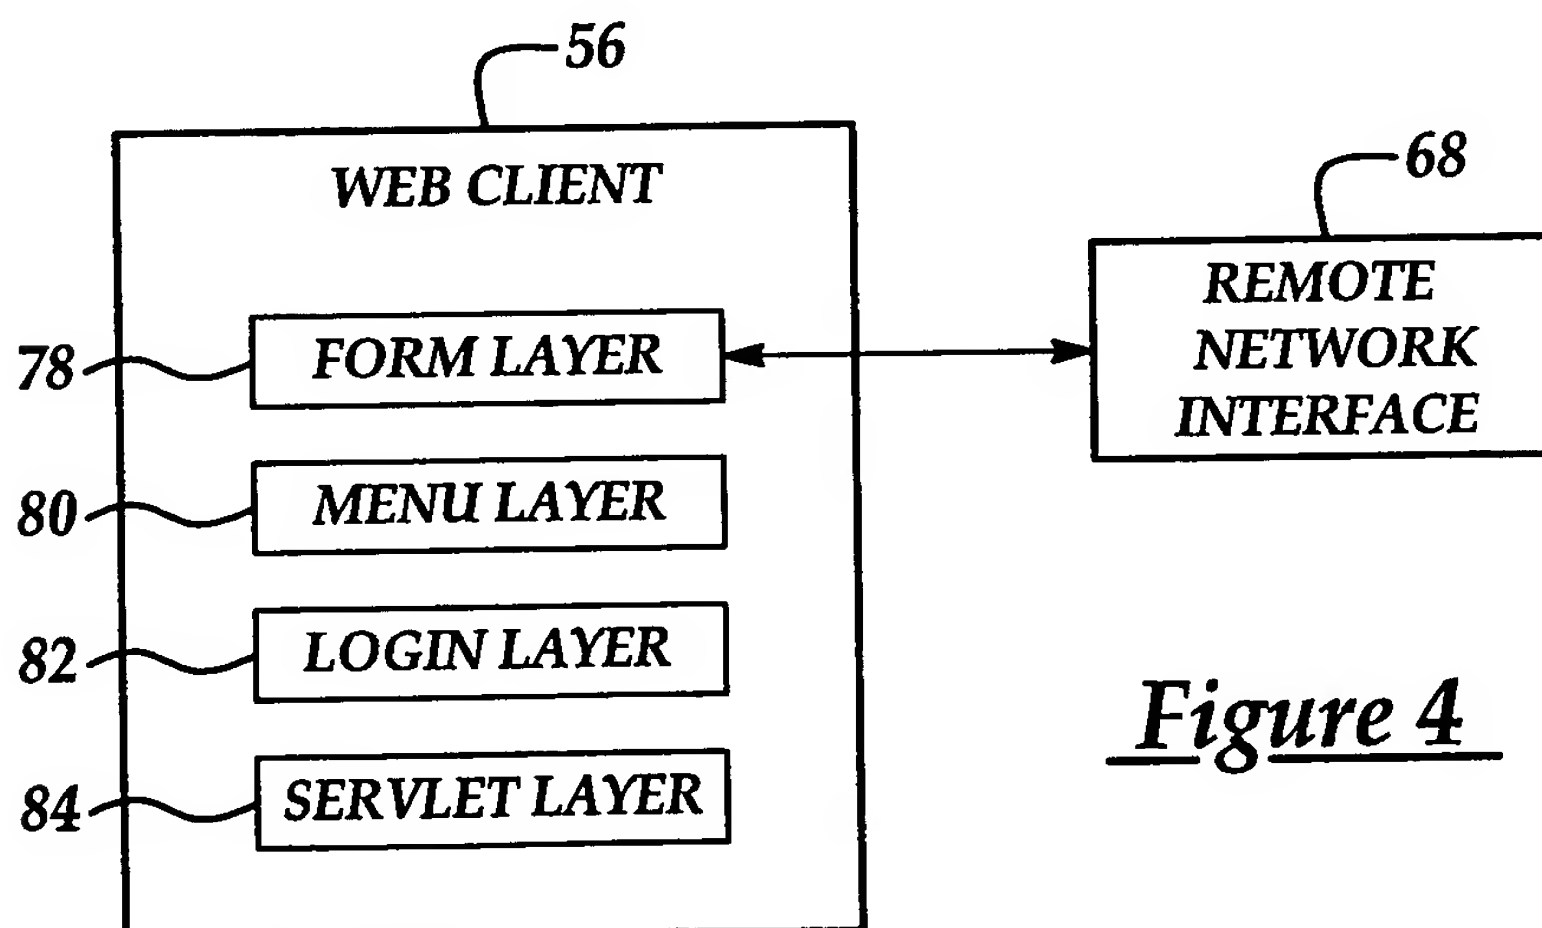 56
WEB CLIENT
68
REMOTE
NETWORK
INTERFACE
78
FORM LAYER
80
MENU LAYER
82
LOGIN LAYER
84
SERVLET LAYER
Figure 4